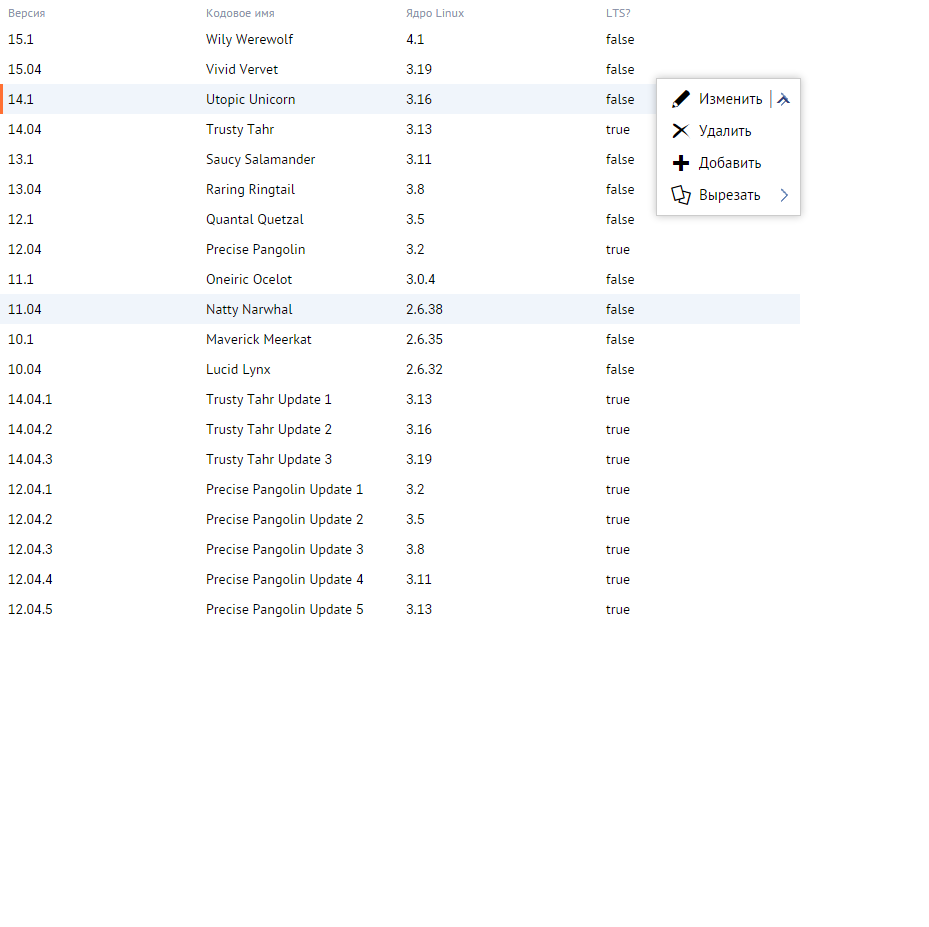 Версия Кодовое имя Ядро Linux LTS?
15.1 Wily Werewolf 4.1 false
15.04 Vivid Vervet 3.19 false
14.1 Utopic Unicorn 3.16 false Изменить
14.04 Trusty Tahr 3.13 true Удалить
13.1 Saucy Salamander 3.11 false Добавить
13.04 Raring Ringtail 3.8 false Вырезать
12.1 Quantal Quetzal 3.5 false
12.04 Precise Pangolin 3.2 true
11.1 Oneiric Ocelot 3.0.4 false
11.04 Natty Narwhal 2.6.38 false
10.1 Maverick Meerkat 2.6.35 false
10.04 Lucid Lynx 2.6.32 false
14.04.1 Trusty Tahr Update 1 3.13 true
14.04.2 Trusty Tahr Update 2 3.16 true
14.04.3 Trusty Tahr Update 3 3.19 true
12.04.1 Precise Pangolin Update 1 3.2 true
12.04.2 Precise Pangolin Update 2 3.5 true
12.04.3 Precise Pangolin Update 3 3.8 true
12.04.4 Precise Pangolin Update 4 3.11 true
12.04.5 Precise Pangolin Update 5 3.13 true